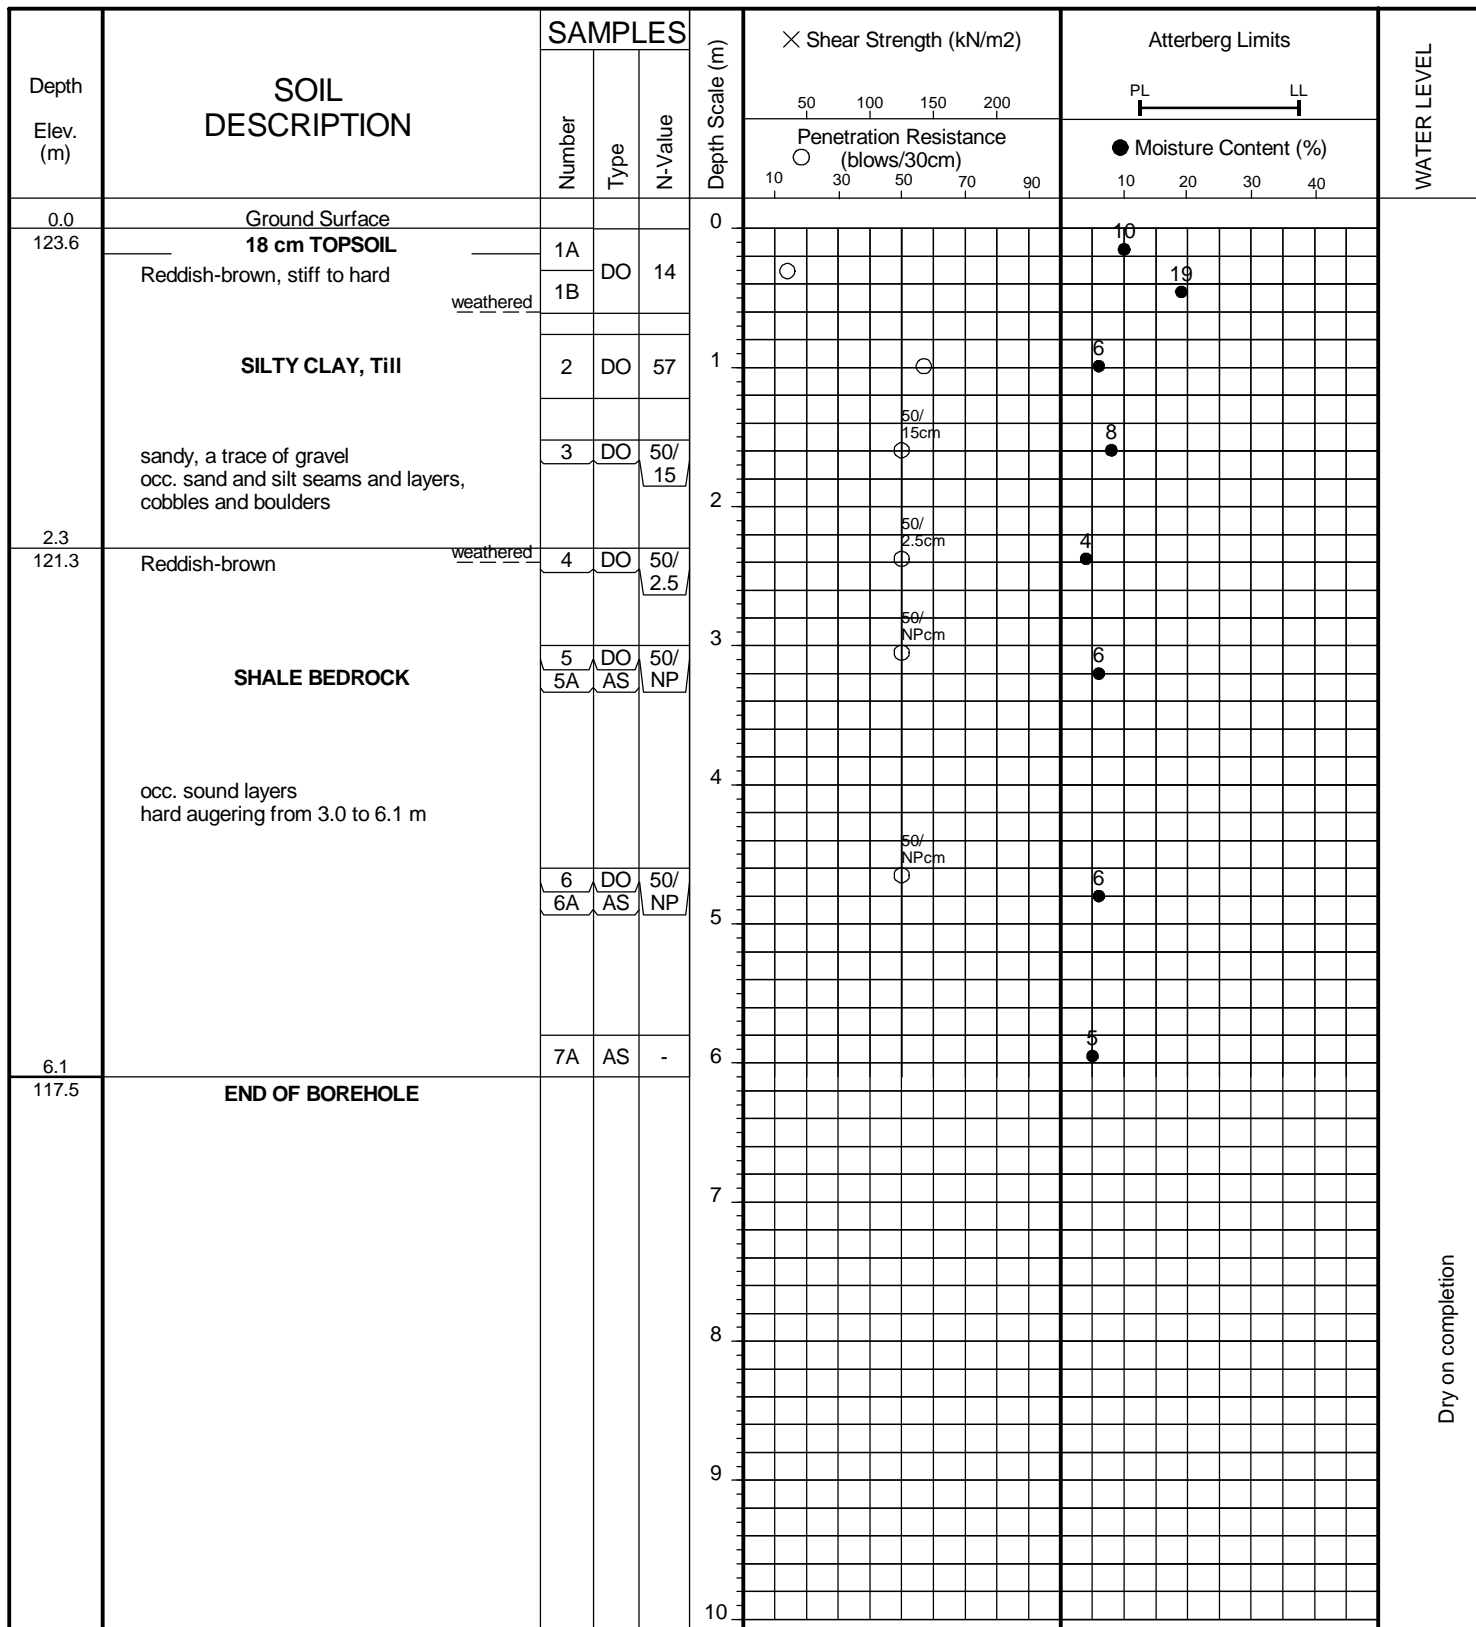 Depth
Elev.
(m)
SOIL
DESCRIPTION
SAMPLES
Number
Type
N-Value
Depth Scale (m)
Shear Strength (kN/m2)
50 100 150 200
Penetration Resistance
(blows/30cm)
10 30 50 70 90
Atterberg Limits
PL LL
Moisture Content (%)
10 20 30 40
WATER LEVEL
0.0 Ground Surface 0
123.6 18 cm TOPSOIL 1A 10
Reddish-brown, stiff to hard DO 14
1B 19
weathered
SILTY CLAY, Till 2 DO 57 1 6
50/
15cm
8
sandy, a trace of gravel 3 DO 50/
15
occ. sand and silt seams and layers,
cobbles and boulders 2
2.3
50/
2.5cm
4
121.3 Reddish-brown weathered 4 DO 50/
2.5
50/
NPcm
3
SHALE BEDROCK 5 DO 50/ 6
5A AS NP
4
occ. sound layers
hard augering from 3.0 to 6.1 m
50/
NPcm
6 DO 50/ 6
6A AS NP
5
5
6.1 7A AS - 6
117.5 END OF BOREHOLE
7
8
9
10
Dry on completion